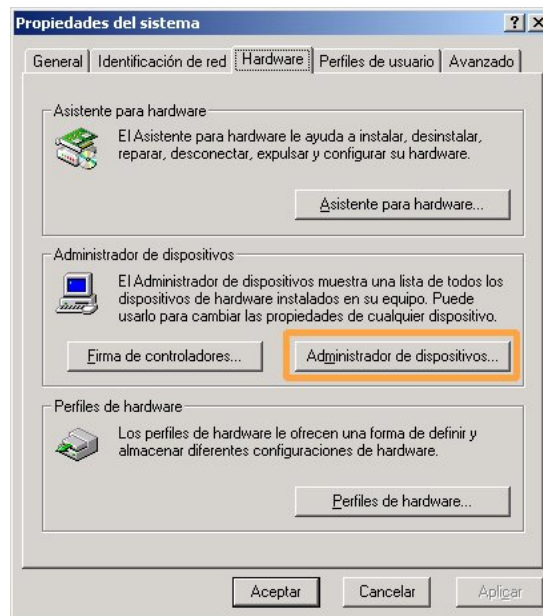 Propiedades del sistema
General Identificación de red Hardware Perfiles de usuario Avanzado
Asistente para hardware
El Asistente para hardware le ayuda a instalar, desinstalar,
reparar, desconectar, expulsar y configurar su hardware.
Asistente para hardware...
Administrador de dispositivos
El Administrador de dispositivos muestra una lista de todos los
dispositivos de hardware instalados en su equipo. Puede
usarlo para cambiar las propiedades de cualquier dispositivo.
Firma de controladores... Administrador de dispositivos...
Perfiles de hardware
Los perfiles de hardware le ofrecen una forma de definir y
almacenar diferentes configuraciones de hardware.
Perfiles de hardware...
Aceptar Cancelar Aplicar